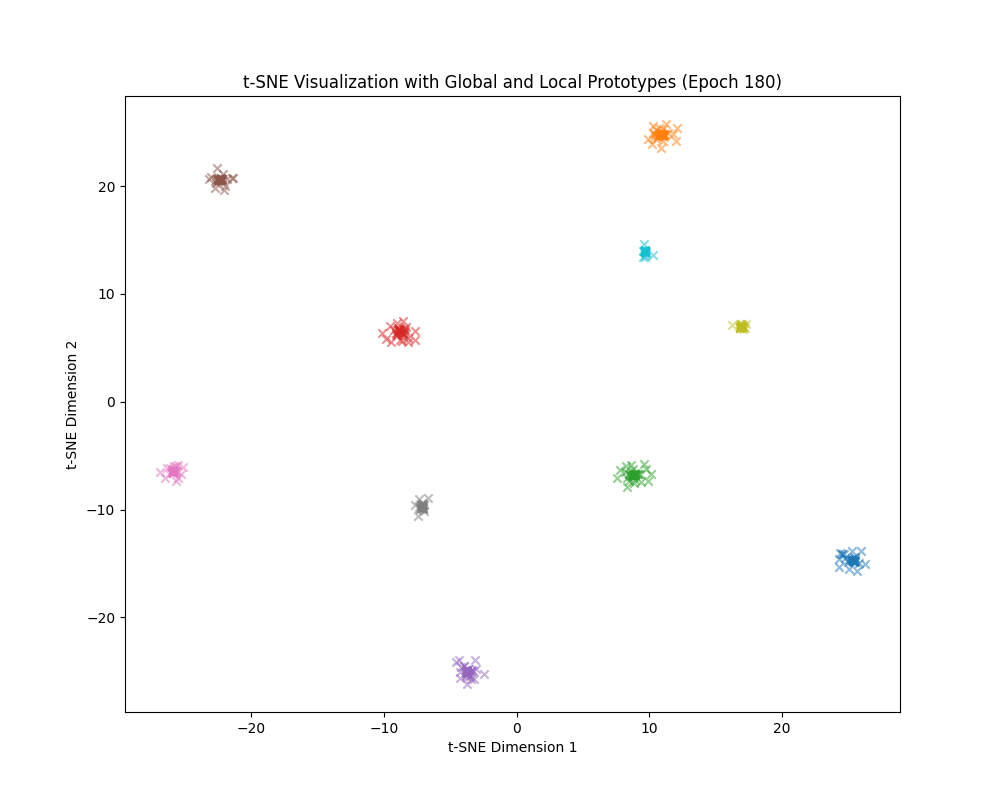 t-SNE Visualization with Global and Local Prototypes (Epoch 180)
20
10
0
−10
−20
t-SNE Dimension 2
−20 −10 0 10 20
t-SNE Dimension 1